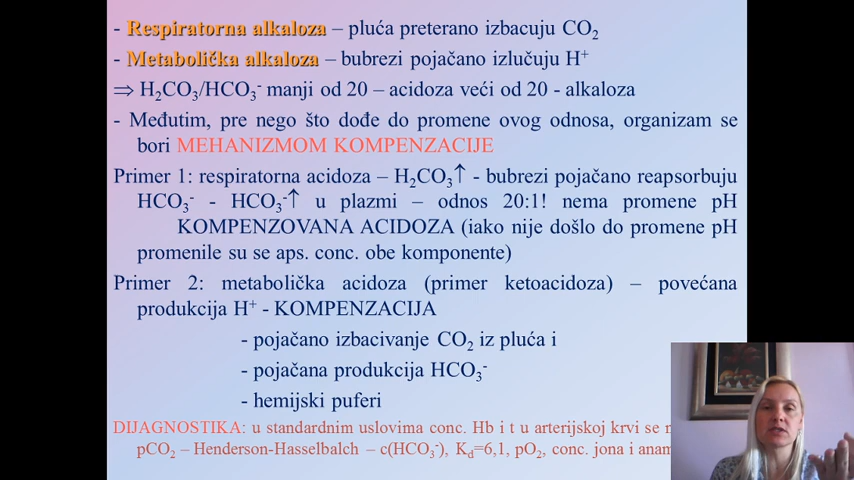 - Respiratorna alkaloza – pluća preterano izbacuju CO₂
- Metabolička alkaloza – bubrezi pojačano izlučuju H⁺
⇒ H₂CO₃/HCO₃⁻ manji od 20 – acidoza veći od 20 - alkaloza
- Međutim, pre nego što dođe do promene ovog odnosa, organizam se
bori MEHANIZMOM KOMPENZACIJE
Primer 1: respiratorna acidoza – H₂CO₃↑ - bubrezi pojačano reapsorbuju
HCO₃⁻ - HCO₃⁻↑ u plazmi – odnos 20:1! nema promene pH
KOMPENZOVANA ACIDOZA (iako nije došlo do promene pH
promenile su se aps. conc. obe komponente)
Primer 2: metabolička acidoza (primer ketoacidoza) – povećana
produkcija H⁺ - KOMPENZACIJA
- pojačano izbacivanje CO₂ iz pluća i
- pojačana produkcija HCO₃⁻
- hemijski puferi
DIJAGNOSTIKA: u standardnim uslovima conc. Hb i t u arterijskoj krvi se
pCO₂ – Henderson-Hasselbalch – c(HCO₃⁻), K_d=6,1, pO₂, conc. jona i